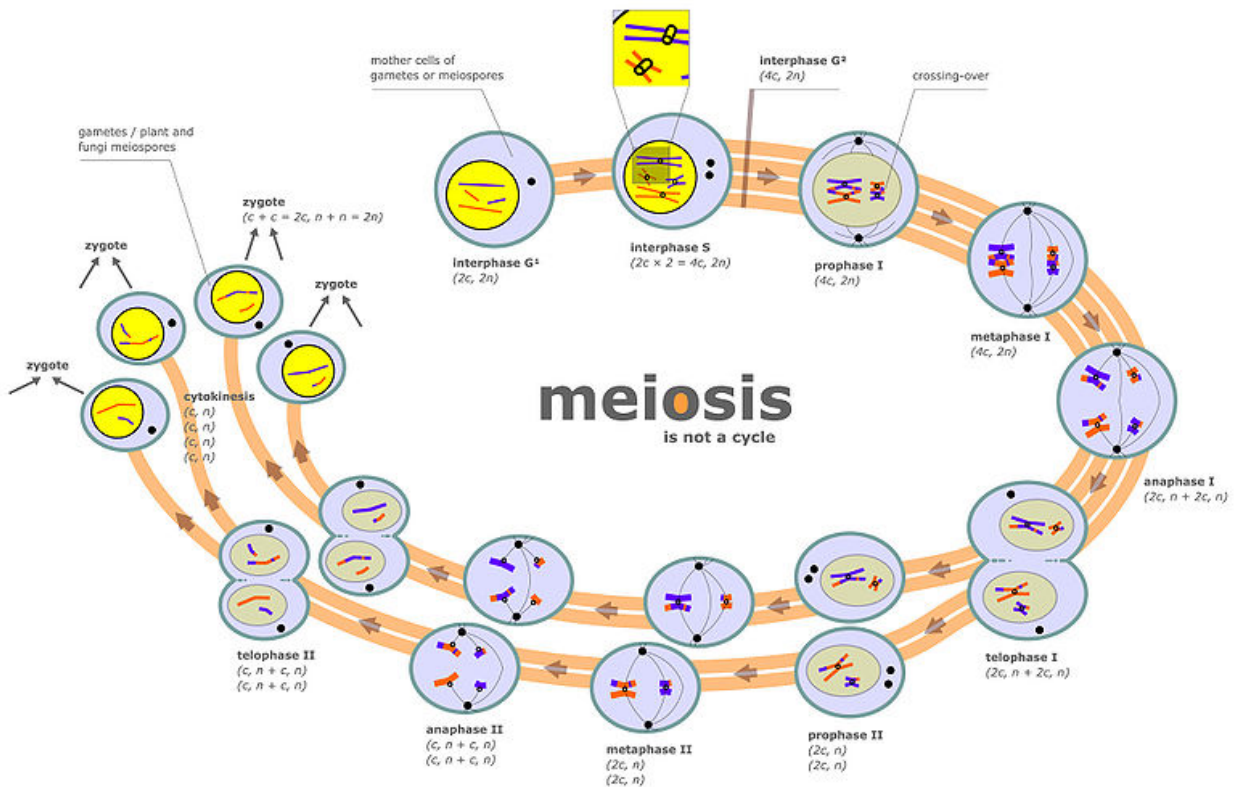 mother cells of
gametes or meiospores
interphase G²
(4c, 2n)
crossing-over
gametes / plant and
fungi meiospores
zygote
(c + c = 2c, n + n = 2n)
zygote
zygote
zygote
interphase G¹
(2c, 2n)
interphase S
(2c × 2 = 4c, 2n)
prophase I
(4c, 2n)
metaphase I
(4c, 2n)
cytokinesis
(c, n)
(c, n)
(c, n)
(c, n)
meiosis
is not a cycle
anaphase I
(2c, n + 2c, n)
telophase I
(2c, n + 2c, n)
telophase II
(c, n + c, n)
(c, n + c, n)
anaphase II
(c, n + c, n)
(c, n + c, n)
metaphase II
(2c, n)
(2c, n)
prophase II
(2c, n)
(2c, n)